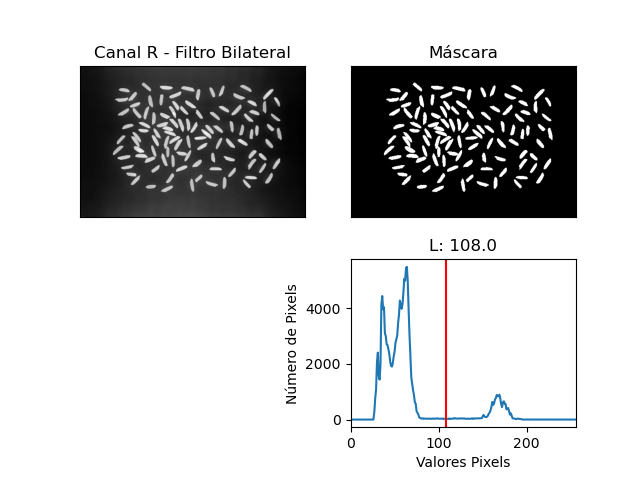 Canal R - Filtro Bilateral
Máscara
L: 108.0
Número de Pixels
4000
2000
0
0 100 200
Valores Pixels